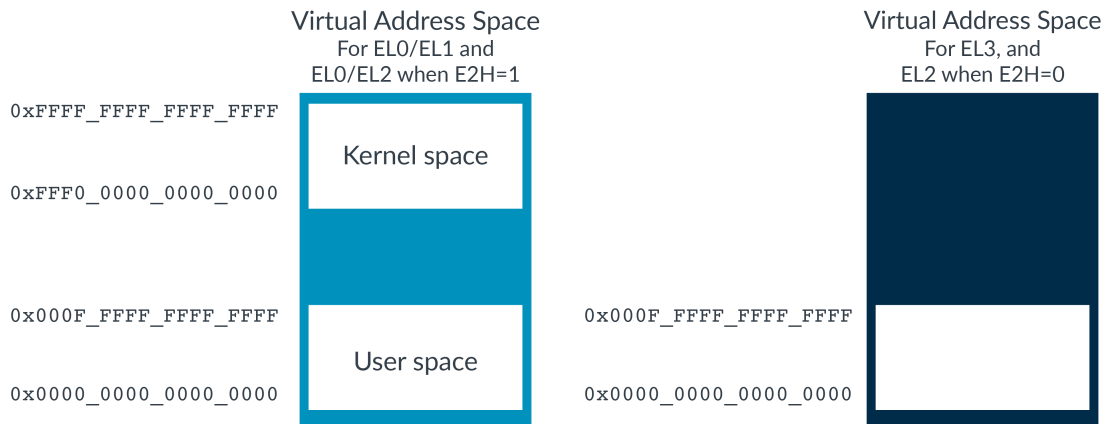 Virtual Address Space
For EL0/EL1 and
EL0/EL2 when E2H=1
0xFFFF_FFFF_FFFF_FFFF
Kernel space
0xFFF0_0000_0000_0000
0x000F_FFFF_FFFF_FFFF
User space
0x0000_0000_0000_0000
Virtual Address Space
For EL3, and
EL2 when E2H=0
0x000F_FFFF_FFFF_FFFF
0x0000_0000_0000_0000